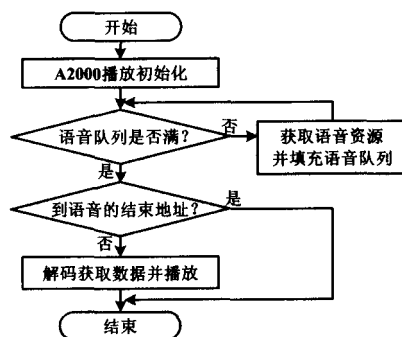 开始
A2000播放初始化
语音队列是否满?
否
获取语音资源
并填充语音队列
是
到语音的结束地址?
是
否
解码获取数据并播放
结束